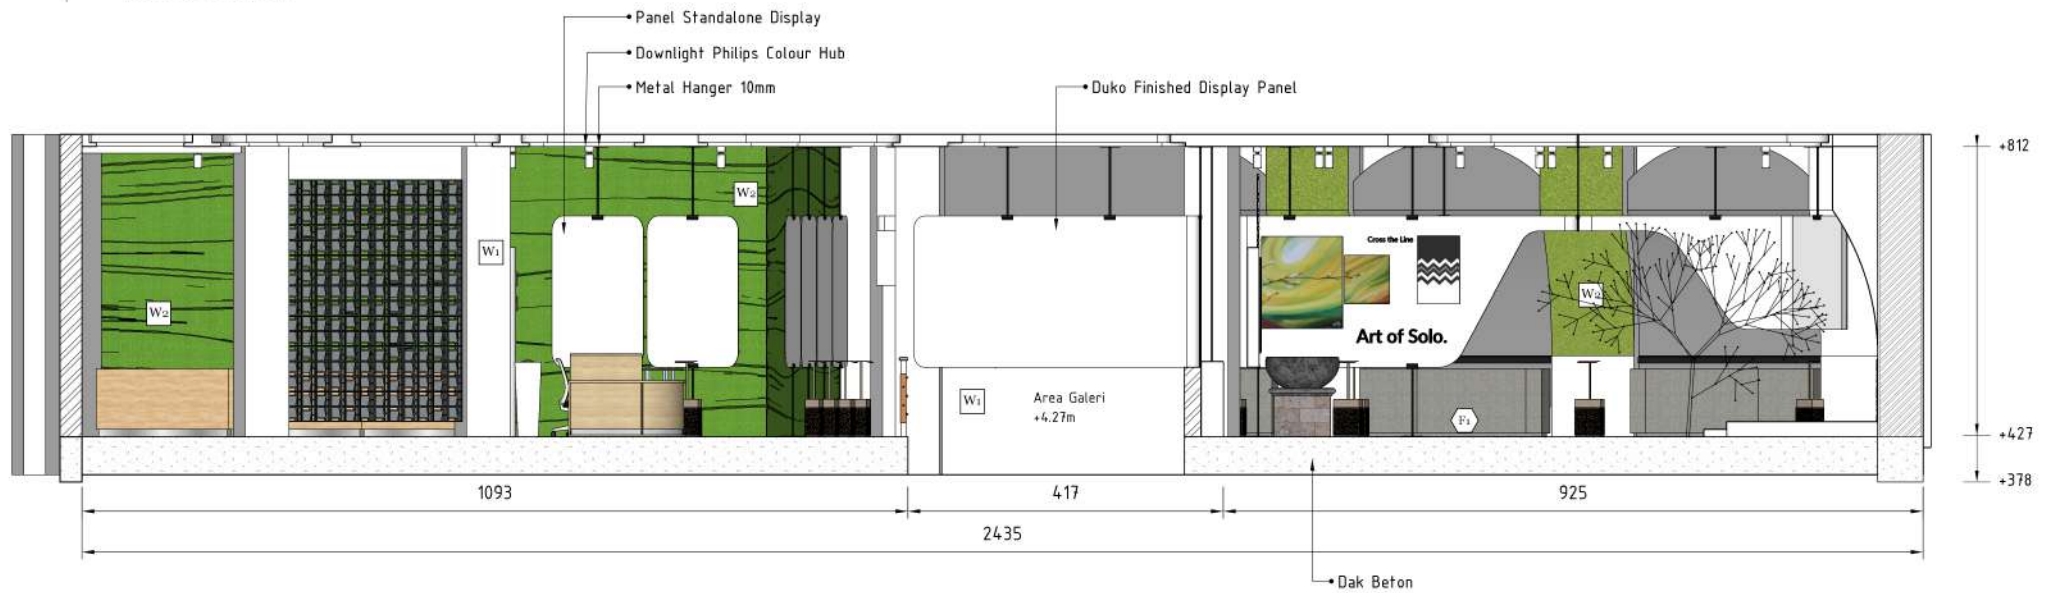 Panel Standalone Display
Downlight Philips Colour Hub
Metal Hanger 10mm
Duko Finished Display Panel
+812
W2
W1
Cross the Line
W2
W2
Art of Solo.
W1
Area Galeri
+4.27m
F1
+427
+378
1093
417
925
2435
Dak Beton